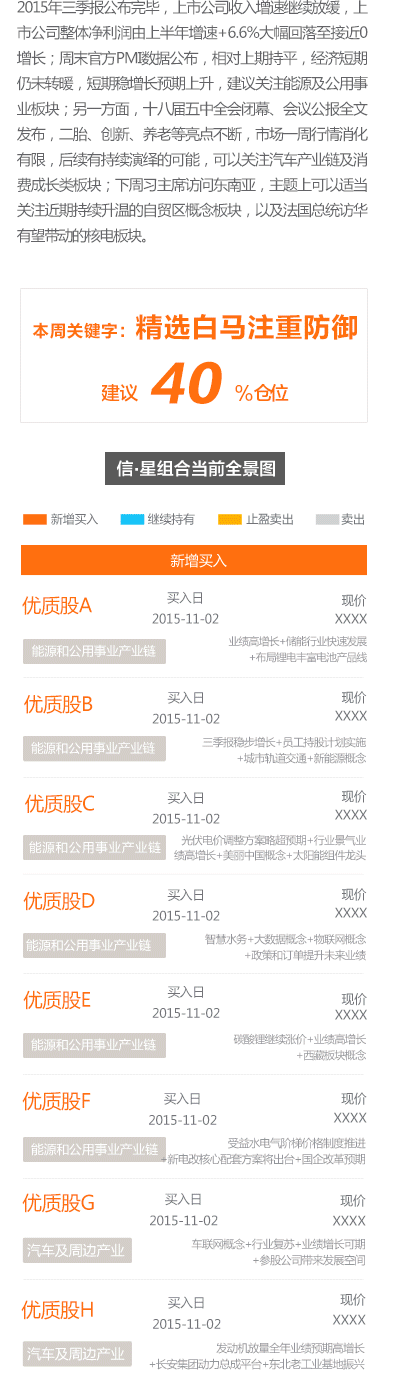 2015年三季报公布完毕，上市公司收入增速继续放缓，上
市公司整体净利润由上半年增速+6.6%大幅回落至接近0
增长；周末官方PMI数据公布，相对上期持平，经济短期
仍未转暖，短期稳增长预期上升，建议关注能源及公用事
业板块；另一方面，十八届五中全会闭幕、会议公报全文
发布，二胎、创新、养老等亮点不断，市场一周行情消化
有限，后续有持续演绎的可能，可以关注汽车产业链及消
费成长类板块；下周习主席访问东南亚，主题上可以适当
关注近期持续升温的自贸区概念板块，以及法国总统访华
有望带动的核电板块。
本周关键字：精选白马注重防御
建议 40 %仓位
信·星组合当前全景图
新增买入 继续持有 止盈卖出 卖出
新增买入
优质股A 买入日 现价
2015-11-02 XXXX
能源和公用事业产业链 业绩高增长+储能行业快速发展
+布局锂电丰富电池产品线
优质股B 买入日 现价
2015-11-02 XXXX
能源和公用事业产业链 三季报稳步增长+员工持股计划实施
+城市轨道交通+新能源概念
优质股C 买入日 现价
2015-11-02 XXXX
能源和公用事业产业链 光伏电价调整方案略超预期+行业景气业
绩高增长+美丽中国概念+太阳能组件龙头
优质股D 买入日 现价
2015-11-02 XXXX
能源和公用事业产业链 智慧水务+大数据概念+物联网概念
+政策和订单提升未来业绩
优质股E 买入日 现价
2015-11-02 XXXX
能源和公用事业产业链 碳酸锂继续涨价+业绩高增长
+西藏板块概念
优质股F 买入日 现价
2015-11-02 XXXX
能源和公用事业产业链 受益水电气阶梯价格制度推进
+新电改核心配套方案将出台+国企改革预期
优质股G 买入日 现价
2015-11-02 XXXX
汽车及周边产业 车联网概念+行业复苏+业绩增长可期
+参股公司带来发展空间
优质股H 买入日 现价
2015-11-02 XXXX
汽车及周边产业 发动机放量全年业绩预期高增长
+长安集团动力总成平台+东北老工业基地振兴